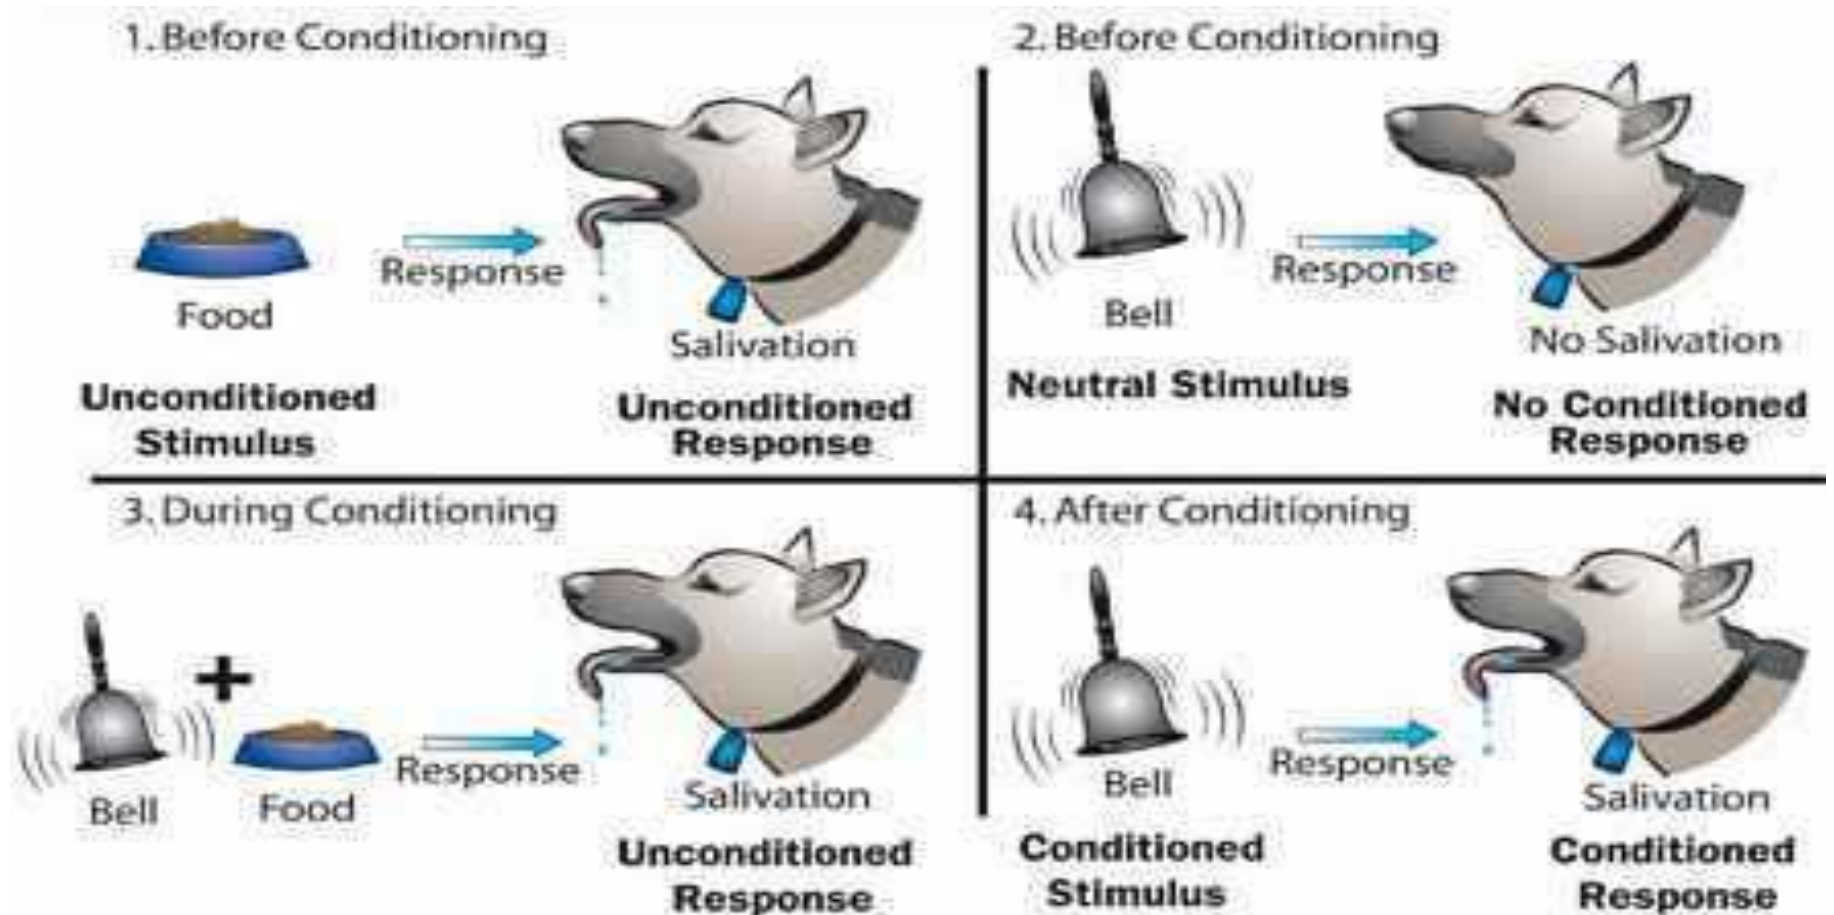 1. Before Conditioning
Food
Response
Salivation
Unconditioned
Stimulus
Unconditioned
Response
2. Before Conditioning
Bell
Response
No Salivation
Neutral Stimulus
No Conditioned
Response
3. During Conditioning
+
Bell
Food
Response
Salivation
Unconditioned
Response
4. After Conditioning
Bell
Response
Salivation
Conditioned
Stimulus
Conditioned
Response